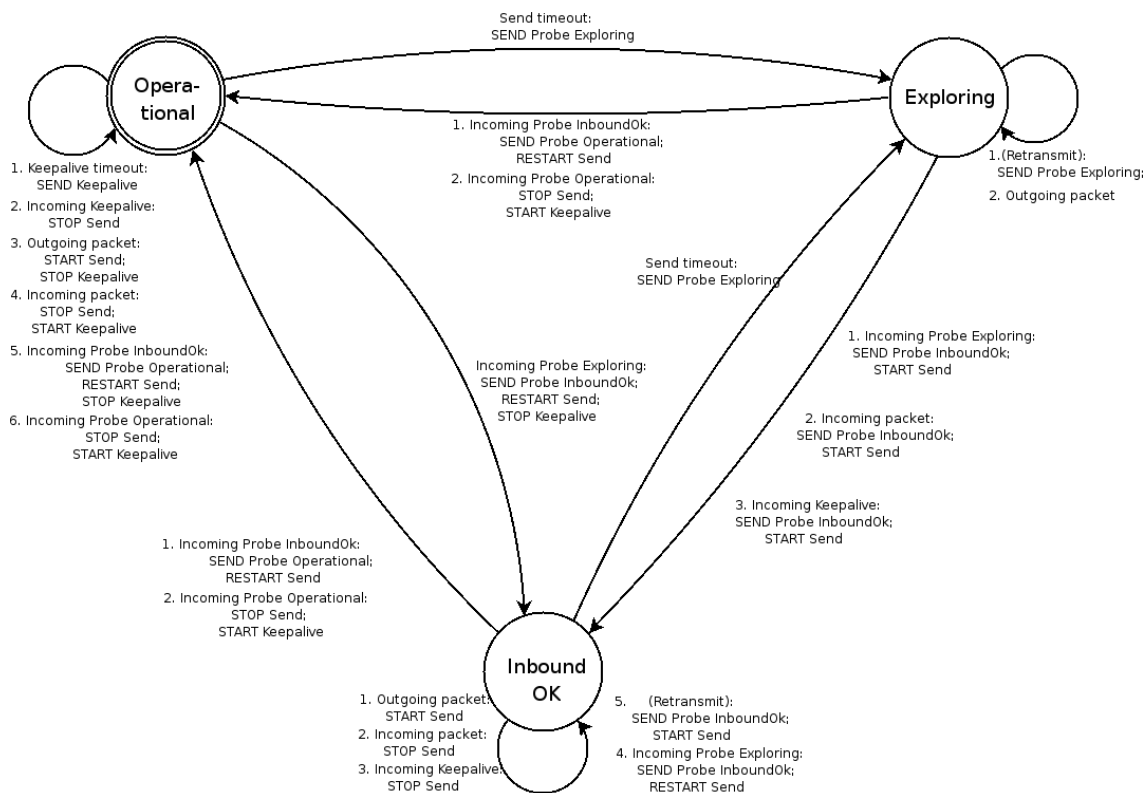 Send timeout:
SEND Probe Exploring
Opera-
tional
Exploring
1. Incoming Probe InboundOk:
SEND Probe Operational;
RESTART Send
2. Incoming Probe Operational:
STOP Send;
START Keepalive
1.(Retransmit):
SEND Probe Exploring;
2. Outgoing packet
1. Keepalive timeout:
SEND Keepalive
2. Incoming Keepalive:
STOP Send
3. Outgoing packet:
START Send;
STOP Keepalive
4. Incoming packet:
STOP Send;
START Keepalive
5. Incoming Probe InboundOk:
SEND Probe Operational;
RESTART Send;
STOP Keepalive
6. Incoming Probe Operational:
STOP Send;
START Keepalive
Send timeout:
SEND Probe Exploring
Incoming Probe Exploring:
SEND Probe InboundOk;
RESTART Send;
STOP Keepalive
1. Incoming Probe Exploring:
SEND Probe InboundOk;
START Send
2. Incoming packet:
SEND Probe InboundOk;
START Send
3. Incoming Keepalive:
SEND Probe InboundOk;
START Send
1. Incoming Probe InboundOk:
SEND Probe Operational;
RESTART Send
2. Incoming Probe Operational:
STOP Send;
START Keepalive
Inbound
OK
1. Outgoing packet:
START Send
2. Incoming packet:
STOP Send
3. Incoming Keepalive:
STOP Send
5. (Retransmit):
SEND Probe InboundOk;
START Send
4. Incoming Probe Exploring:
SEND Probe InboundOk;
RESTART Send